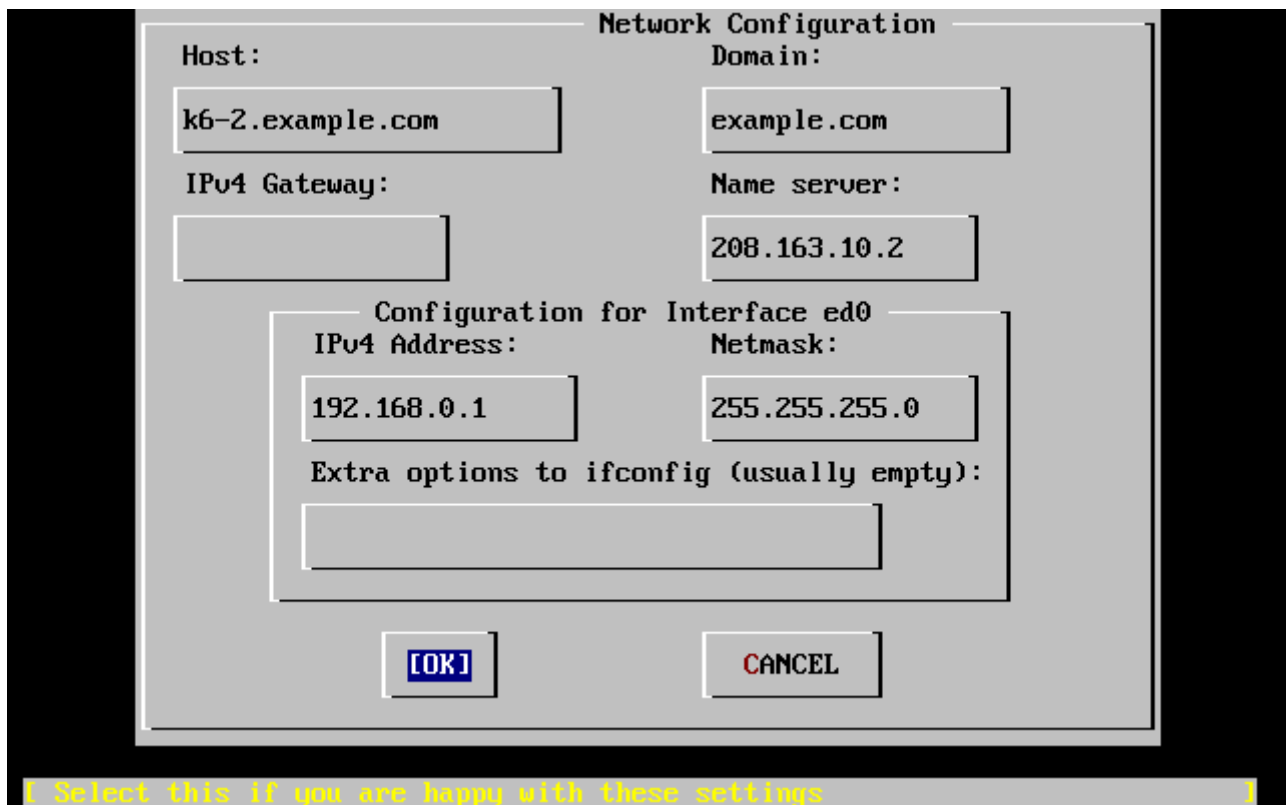 Network Configuration
Host: Domain:
k6-2.example.com example.com
IPv4 Gateway: Name server:
208.163.10.2
Configuration for Interface ed0
IPv4 Address: Netmask:
192.168.0.1 255.255.255.0
Extra options to ifconfig (usually empty):
[OK] CANCEL
[ Select this if you are happy with these settings ]